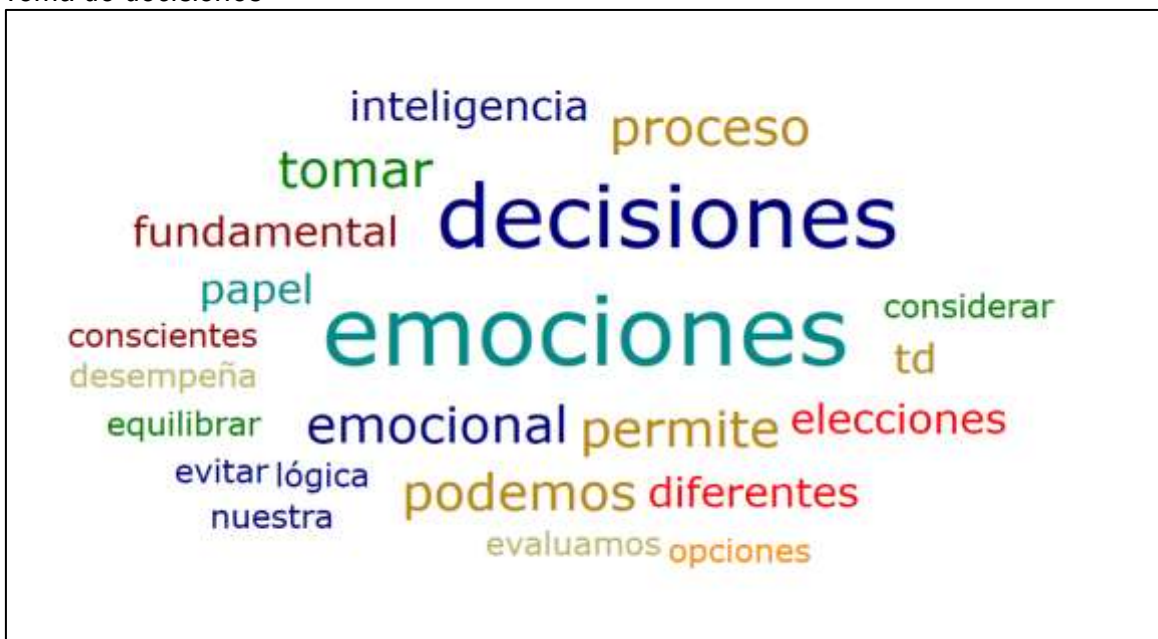 Toma de decisiones
inteligencia
proceso
tomar
decisiones
fundamental
papel
emociones
considerar
conscientes
td
desempeña
equilibrar
emocional
permite
elecciones
evitar
lógica
podemos
diferentes
nuestra
evaluamos
opciones